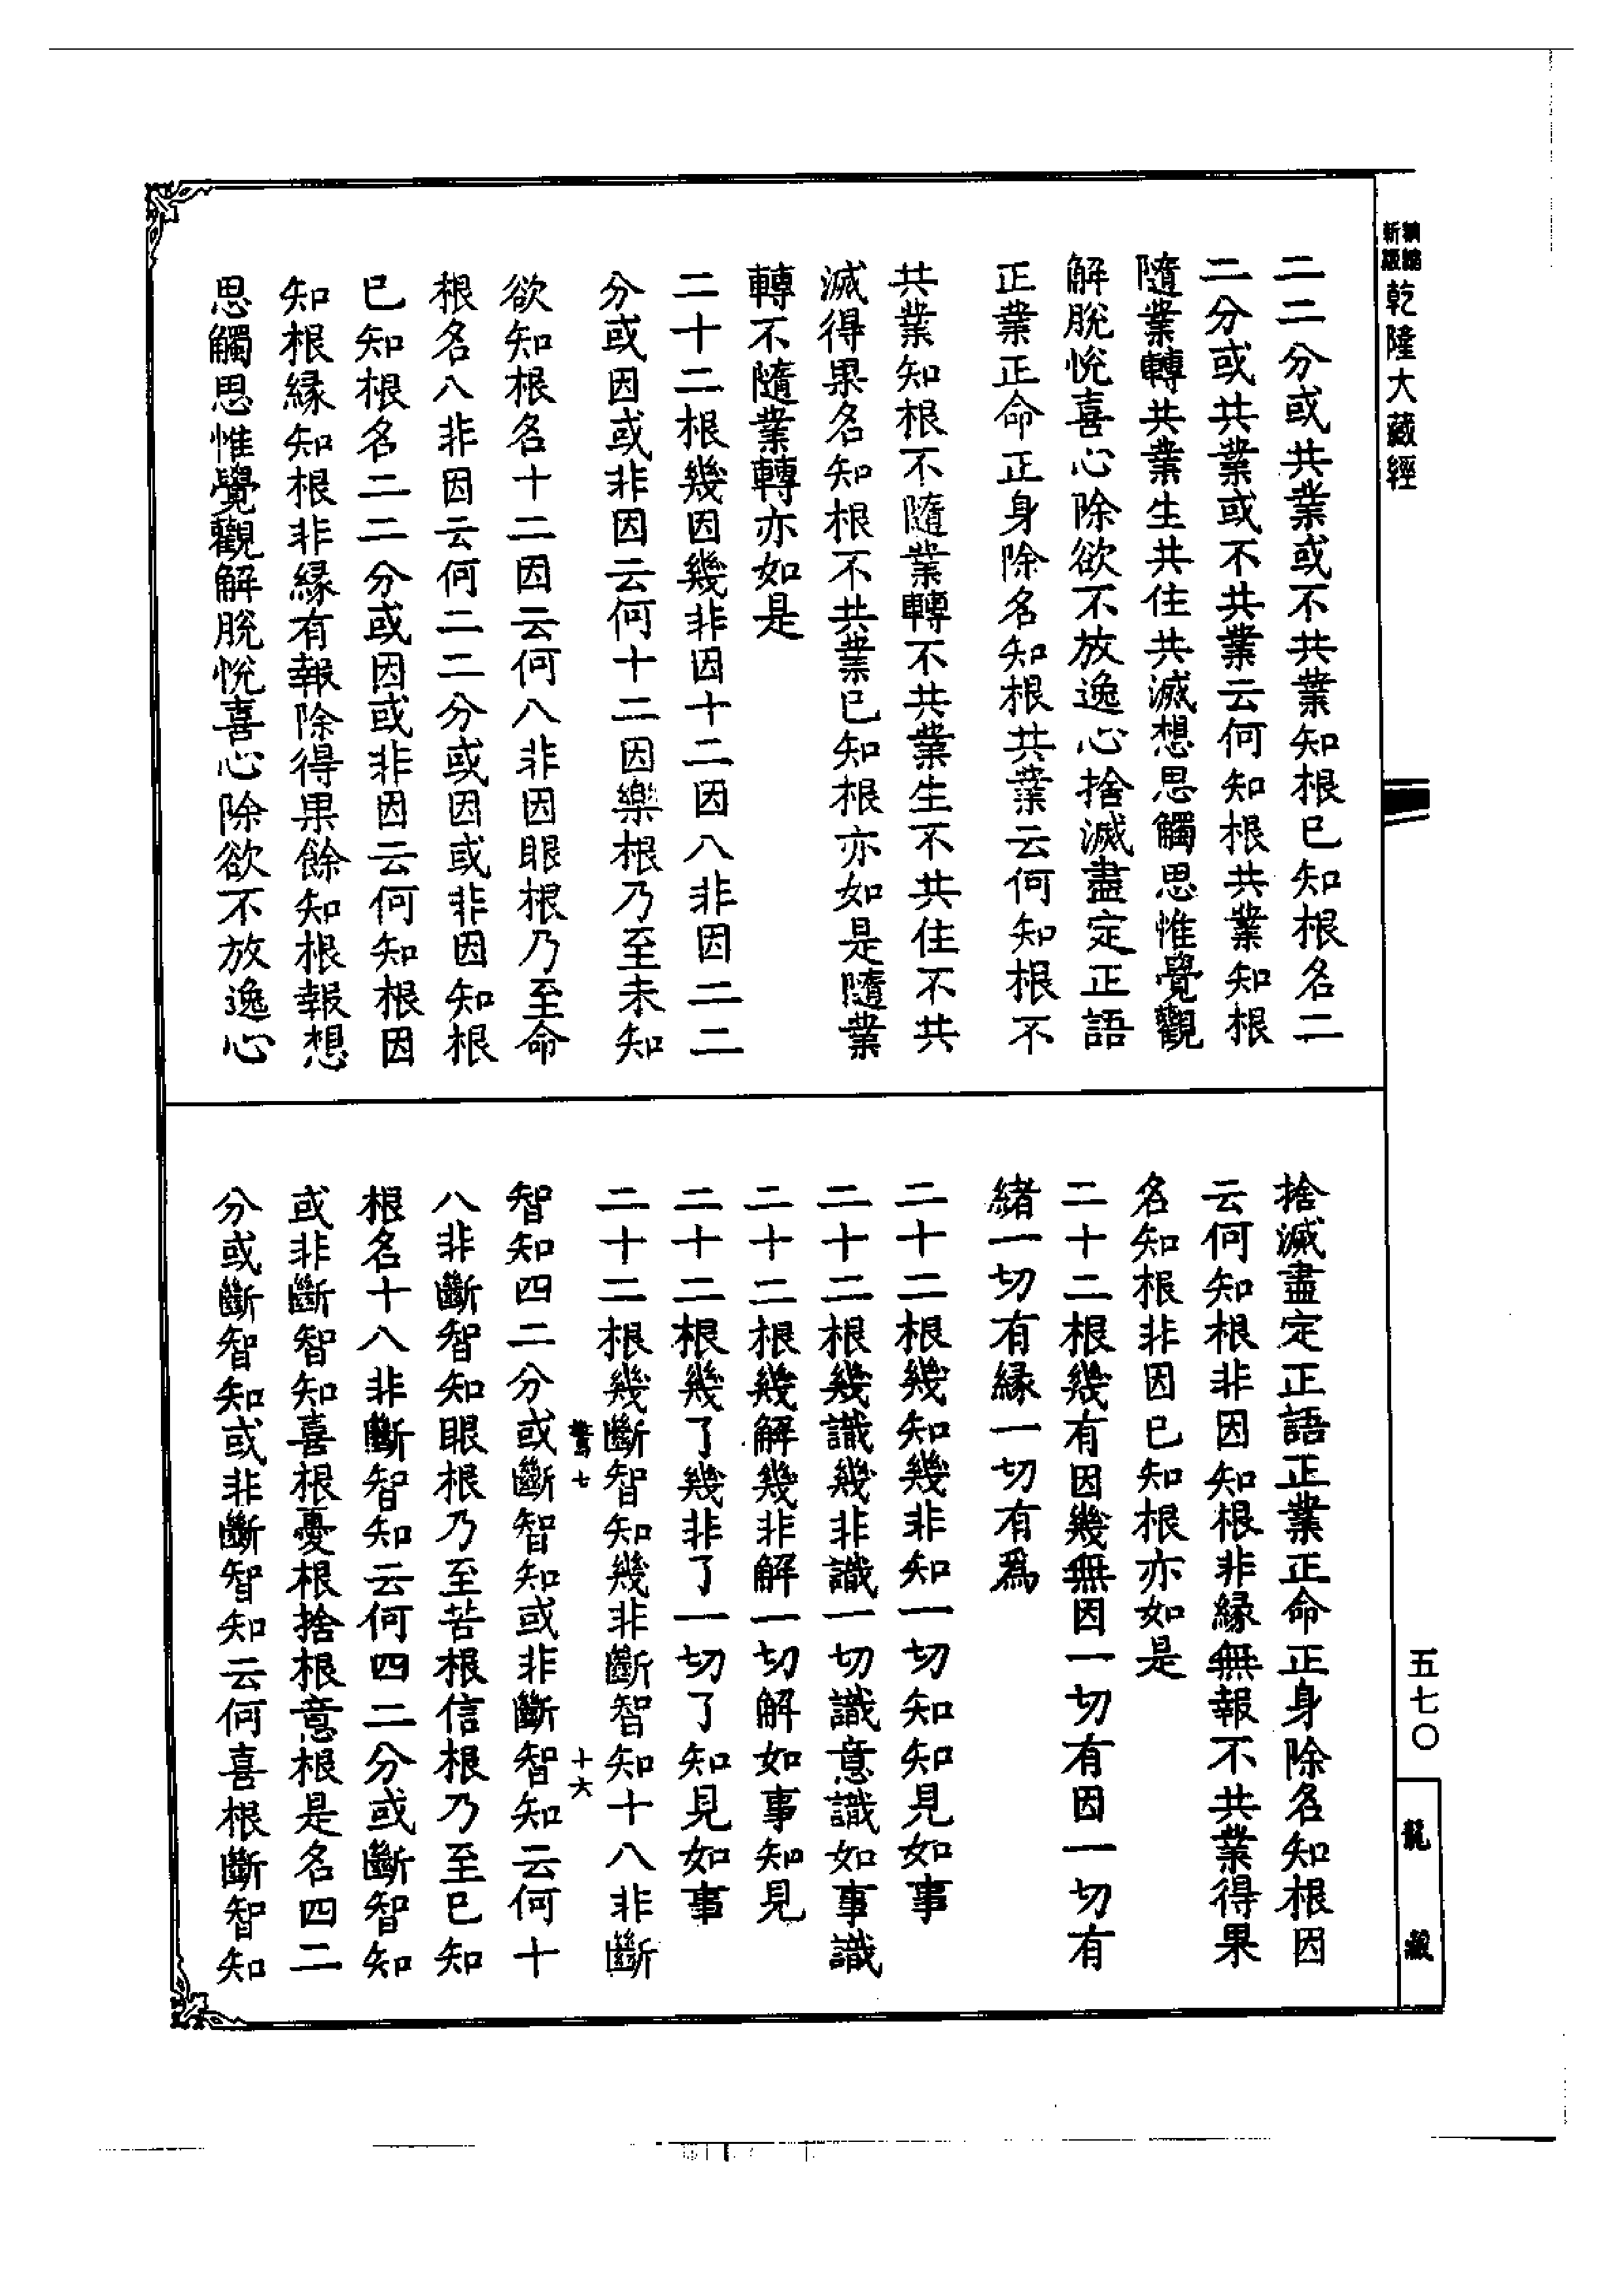 新版精縮
乾隆大藏經
二二分或共業或不共業知根已知根名二
二分或共業或不共業云何知根共業知根
隨業轉共業生共住共滅想思觸思惟覺觀
解脫悅喜心除欲不放逸心捨滅盡定正語
正業正命正身除名知根共業云何知根不
共業知根不隨業轉不共業生不共住不共
滅得果名知根不共業已知根亦如是隨業
轉不隨業轉亦如是
二十二根幾因幾非因十二因八非因二二
分或因或非因云何十二因樂根乃至未知
欲知根名十二因云何八非因眼根乃至命
根名八非因云何二二分或因或非因知根
已知根名二二分或因或非因云何知根因
知根緣知根非緣有報除得果餘知根報想
思觸思惟覺觀解脫悅喜心除欲不放逸心
捨滅盡定正語正業正命正身除名知根因
云何知根非因知根非緣無報不共業得果
名知根非因已知根亦如是
二十二根幾有因幾無因一切有因一切有
緒一切有緣一切有為
二十二根幾知幾非知一切知知見如事
二十二根幾識幾非識一切識意識如事識
二十二根幾解幾非解一切解如事知見
二十二根幾了幾非了一切了知見如事
二十二根幾斷智知幾非斷智知十八非斷
七
十六
智知四二分或斷智知或非斷智知云何十
八非斷智知眼根乃至苦根信根乃至已知
根名十八非斷智知云何四二分或斷智知
或非斷智知喜根憂根捨根意根是名四二
分或斷智知或非斷智知云何喜根斷智知
五七〇
龍藏